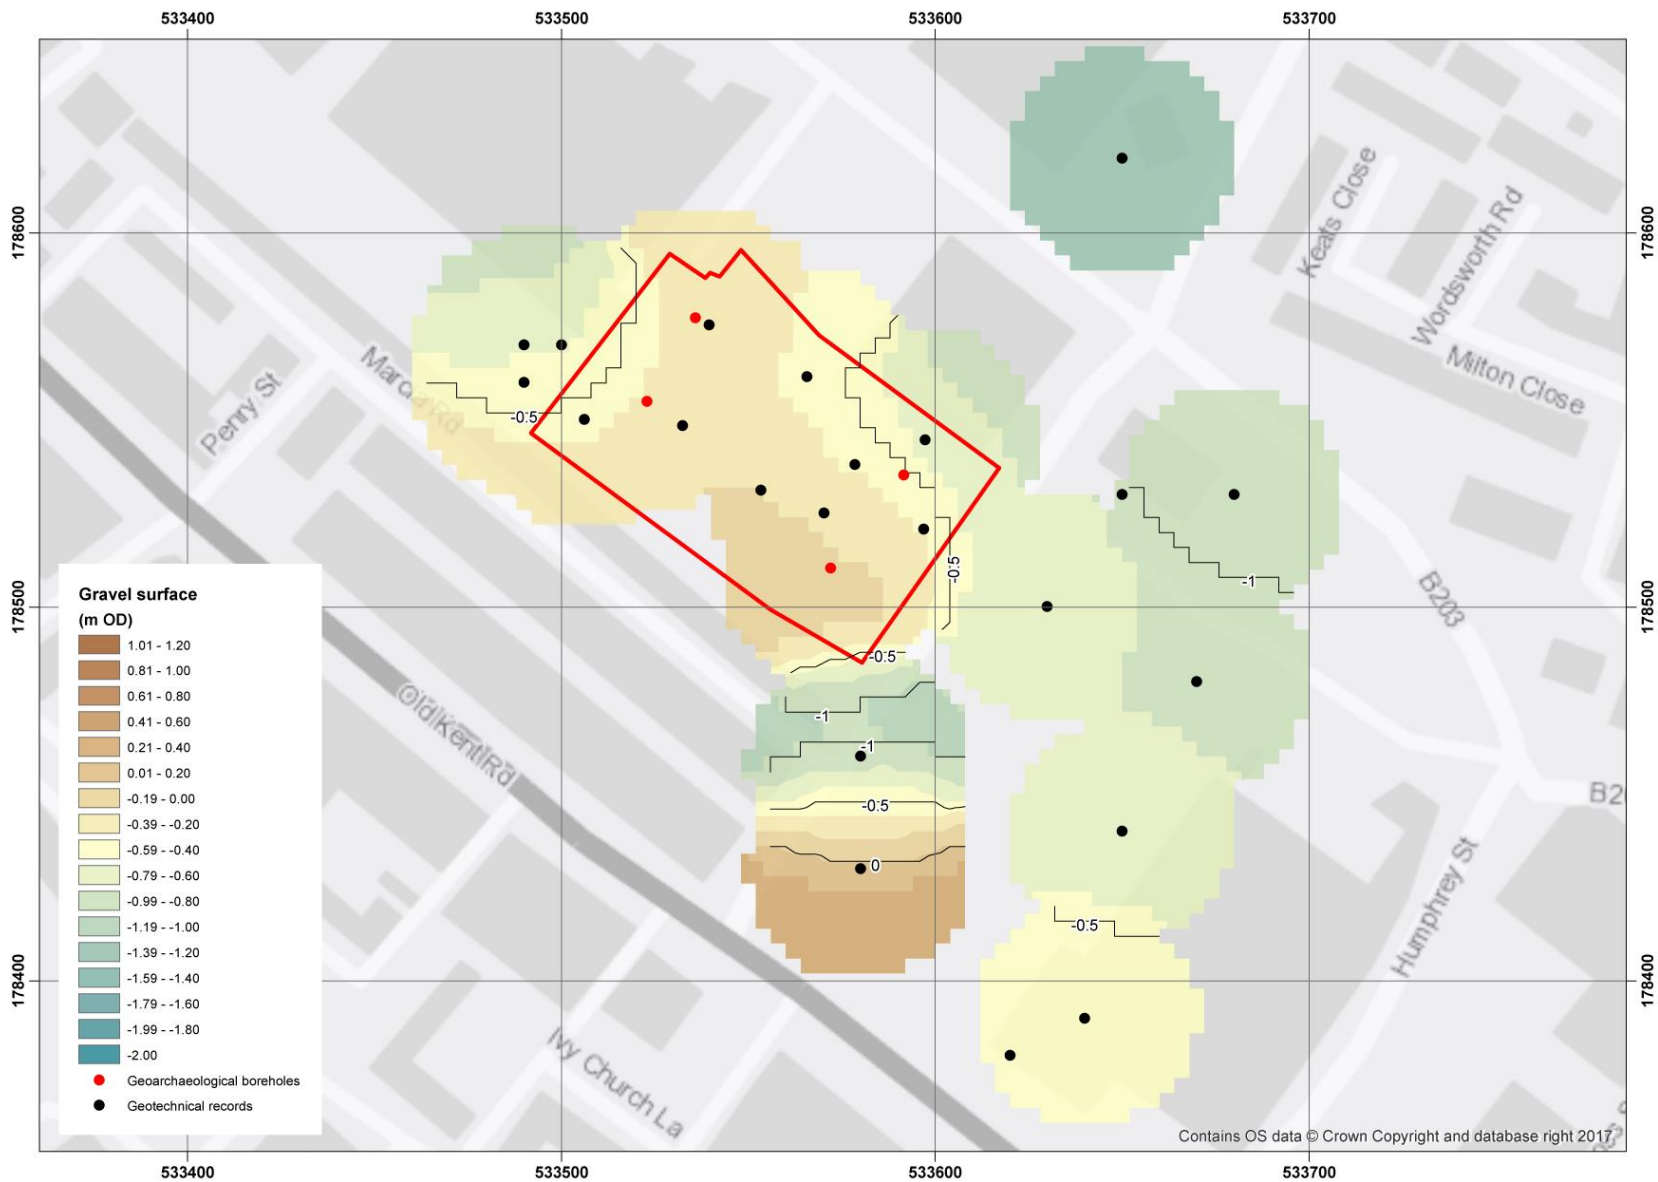 533400 533500 533600 533700
178600 178600
Keats Close
Wordsworth Rd
Milton Close
Penry St
-0.5
-0.5
-1
B203
178500 178500
Gravel surface
(m OD)
1.01 - 1.20
0.81 - 1.00
0.61 - 0.80
0.41 - 0.60
0.21 - 0.40
0.01 - 0.20
-0.19 - 0.00
-0.39 - -0.20
-0.59 - -0.40
-0.79 - -0.60
-0.99 - -0.80
-1.19 - -1.00
-1.39 - -1.20
-1.59 - -1.40
-1.79 - -1.60
-1.99 - -1.80
-2.00
Geoarchaeological boreholes
Geotechnical records
-0.5
-1
-1
Old Kent Rd
-0.5
0
Humphrey St
-0.5
178400 178400
Ivy Church La
Contains OS data © Crown Copyright and database right 2017
533400 533500 533600 533700